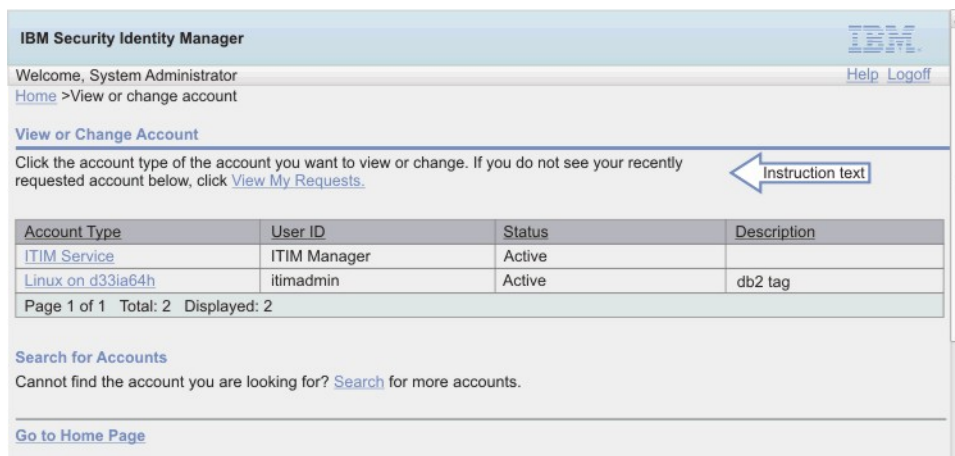 IBM Security Identity Manager
IBM.
Welcome, System Administrator
Help Logoff
Home >View or change account
View or Change Account
Click the account type of the account you want to view or change. If you do not see your recently
requested account below, click View My Requests.
Instruction text
Account Type User ID Status Description
ITIM Service ITIM Manager Active
Linux on d33ia64h itimadmin Active db2 tag
Page 1 of 1 Total: 2 Displayed: 2
Search for Accounts
Cannot find the account you are looking for? Search for more accounts.
Go to Home Page